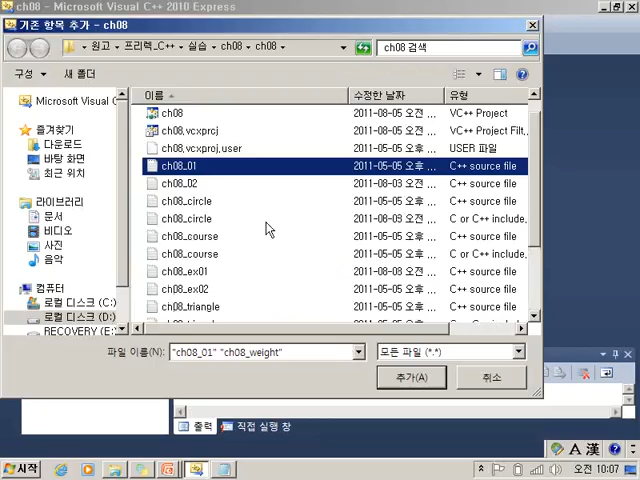 ch08 - Microsoft Visual C++ 2010 Express
기존 항목 추가 - ch08
원고 ▸ 프리렉_C++ ▸ 실습 ▸ ch08 ▸ ch08 ▸
ch08 검색
구성
새 폴더
Microsoft Visual C
즐겨찾기
다운로드
바탕 화면
최근 위치
라이브러리
문서
비디오
사진
음악
컴퓨터
로컬 디스크 (C:)
로컬 디스크 (D:)
RECOVERY (E:)
이름 수정한 날짜 유형
ch08 2011-08-05 오전 ... VC++ Project
ch08,vcxprcj 2011-08-05 오전 ... VC++ Project Filt,
ch08,vcxproj,user 2011-05-05 오후 ... USER 파일
ch08_01 2011-05-05 오후 ... C++ source file
ch08_02 2011-08-03 오전 ... C++ source file
ch08_circle 2011-05-05 오후 ... C++ source file
ch08_circle 2011-05-05 오후 ... C or C++ include,
ch08_course 2011-05-05 오후 ... C++ source file
ch08_course 2011-05-05 오후 ... C or C++ include,
ch08_ex01 2011-05-05 오후 ... C++ source file
ch08_ex02 2011-08-05 오후 ... C++ source file
ch08_triangle 2011-05-05 오후 ... C++ source file
파일 이름(N): "ch08_01" "ch08_weight"
모든 파일 (*.*)
추가(A)
취소
출력
직접 실행 창
A 漢
시작
오전 10:07